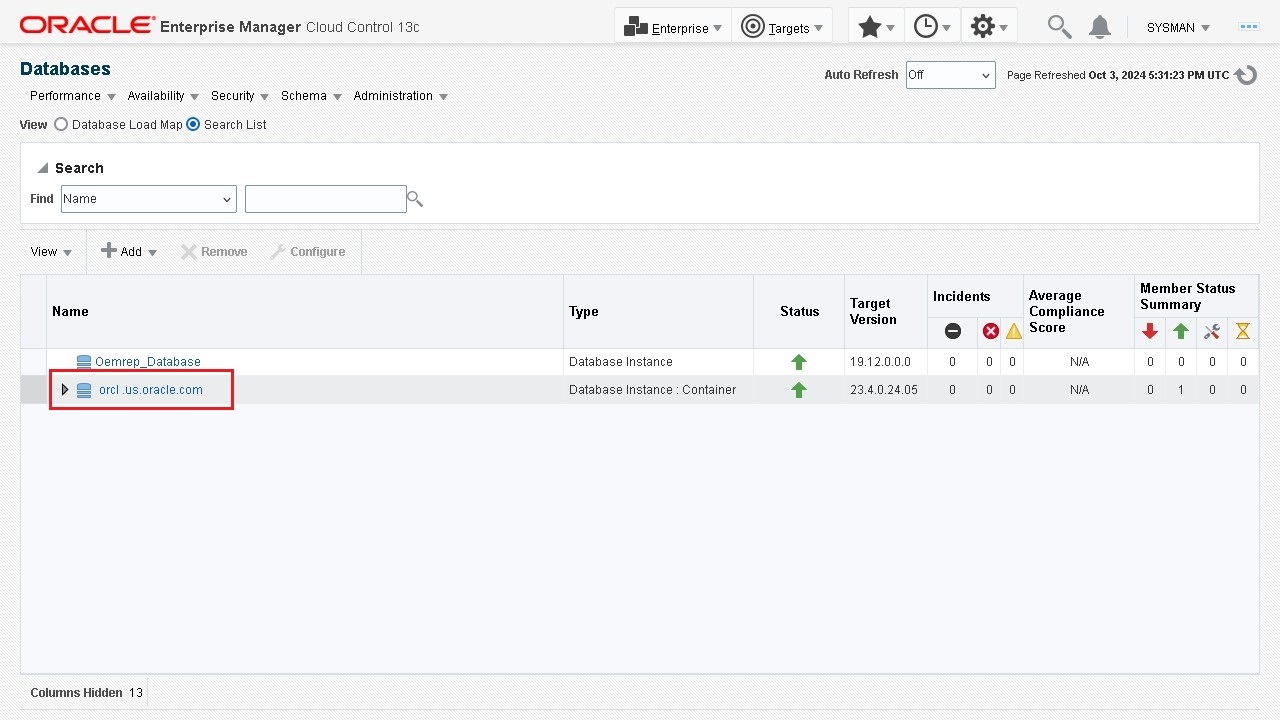 ORACLE Enterprise Manager Cloud Control 13c
Enterprise
Targets
SYSMAN
Databases
Auto Refresh Off Page Refreshed Oct 3, 2024 5:31:23 PM UTC
Performance Availability Security Schema Administration
View Database Load Map Search List
Search
Find Name
View Add Remove Configure
Name Type Status Target Version Incidents Average Compliance Score Member Status Summary
Oemrep_Database Database Instance 19.12.0.0.0 0 0 0 N/A 0 0 0 0
orcl.us.oracle.com Database Instance : Container 23.4.0.24.05 0 0 0 N/A 0 1 0 0
Columns Hidden 13